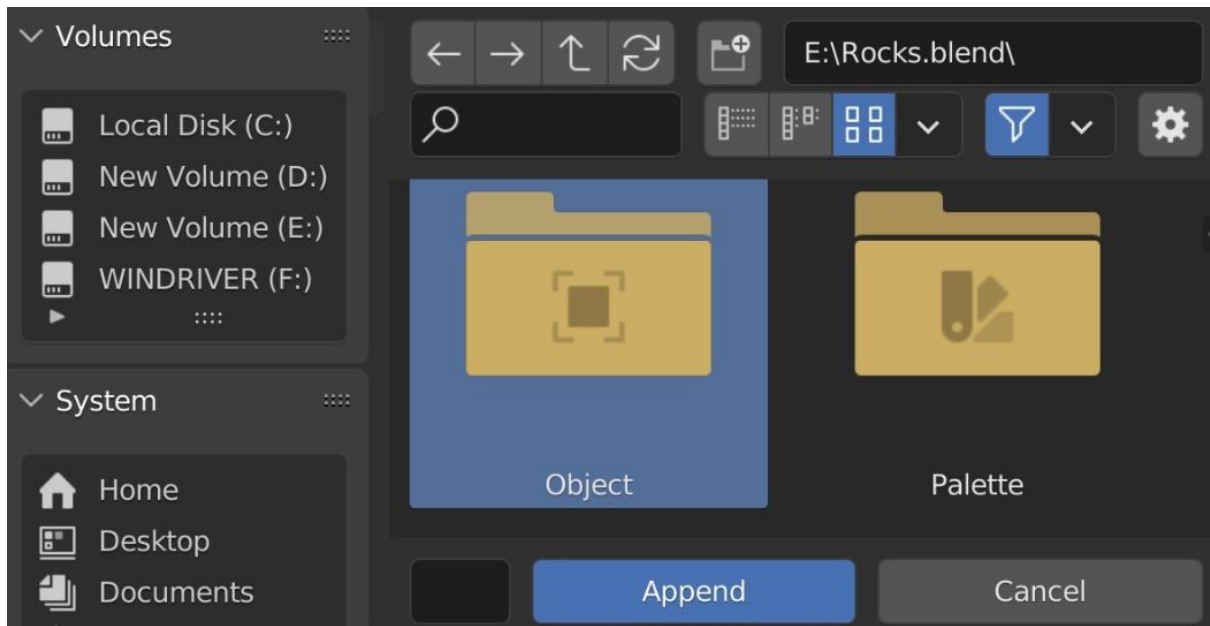 Volumes
Local Disk (C:)
New Volume (D:)
New Volume (E:)
WINDRIVER (F:)
System
Home
Desktop
Documents
E:\Rocks.blend\
Object
Palette
Append
Cancel